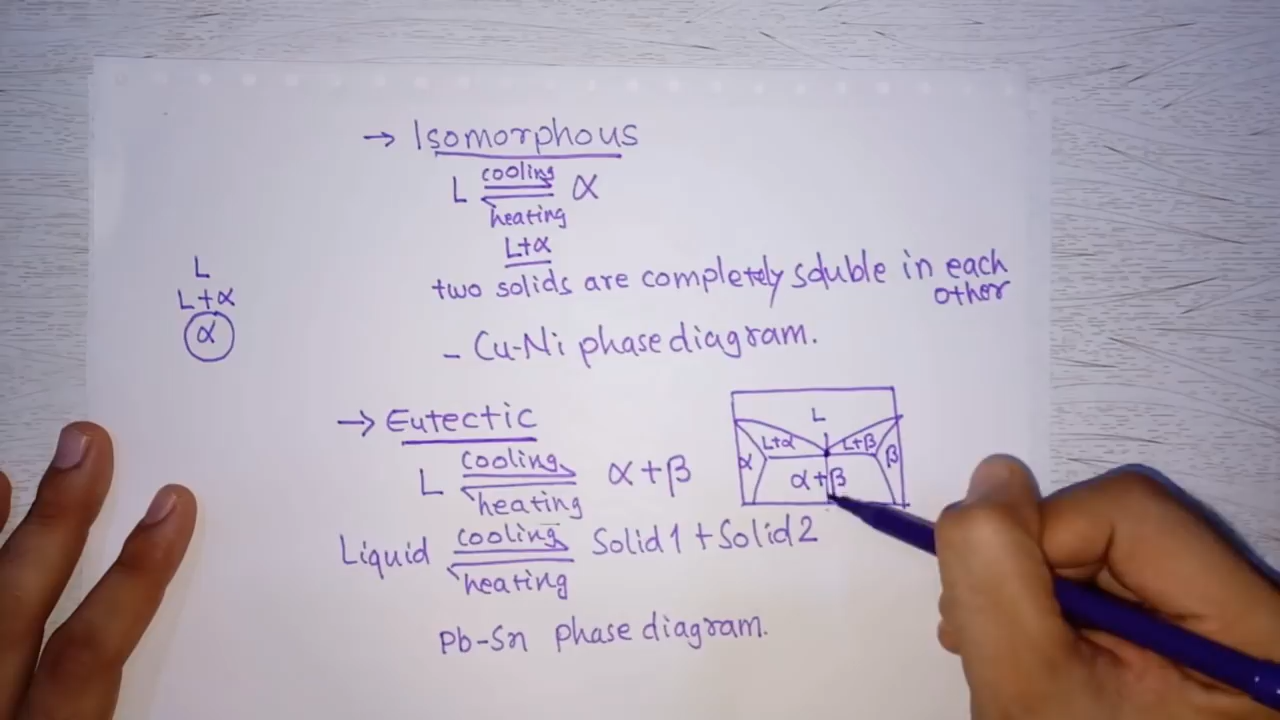 → Isomorphous
L cooling ⇌ heating α
L+α
two solids are completely soluble in each
other
L
L+α
α
- Cu-Ni phase diagram.
→ Eutectic
L cooling ⇌ heating α+β
L
L+α L+β
α β
α+β
Liquid cooling ⇌ heating Solid 1 + Solid 2
Pb-Sn phase diagram.